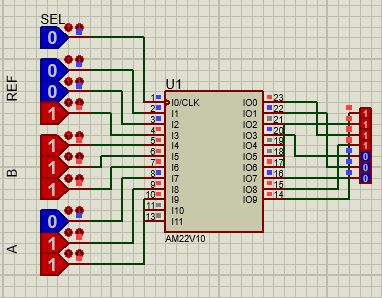 SEL
0
REF
0
0
1
B
1
1
1
A
0
1
1
U1
1 I0/CLK IO0 23
2 I1 IO1 22
3 I2 IO2 21
4 I3 IO3 20
5 I4 IO4 19
6 I5 IO5 18
7 I6 IO6 17
8 I7 IO7 16
9 I8 IO8 15
10 I9 IO9 14
11 I10
13 I11
AM22V10
1
1
1
1
0
0
0